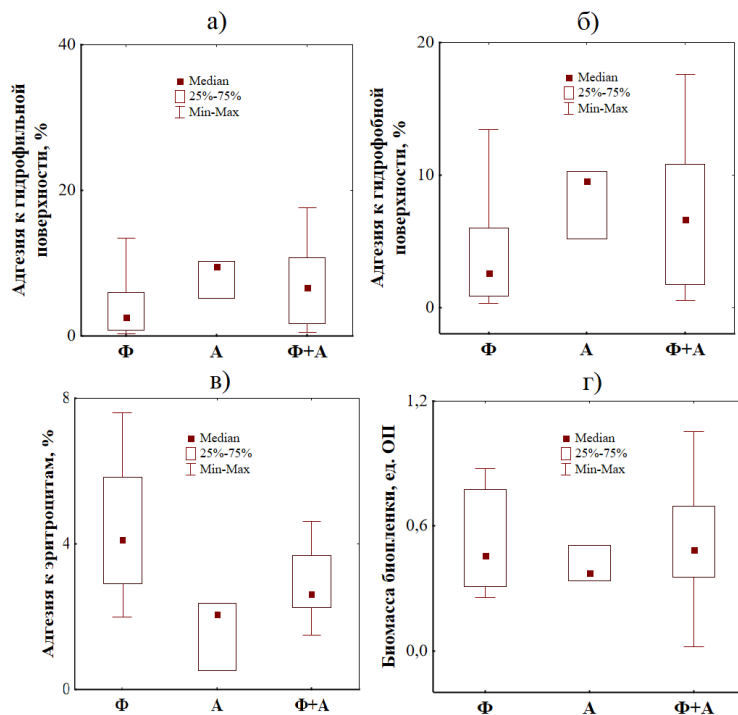 а)
Адгезия к гидрофильной
поверхности, %
40
20
0
Median
25%-75%
Min-Max
Ф
А
Ф+А
б)
Адгезия к гидрофобной
поверхности, %
20
10
0
Median
25%-75%
Min-Max
Ф
А
Ф+А
в)
Адгезия к эритроцитам, %
8
4
0
Median
25%-75%
Min-Max
Ф
А
Ф+А
г)
Биомасса биопленки, ед. ОП
1,2
0,6
0,0
Median
25%-75%
Min-Max
Ф
А
Ф+А